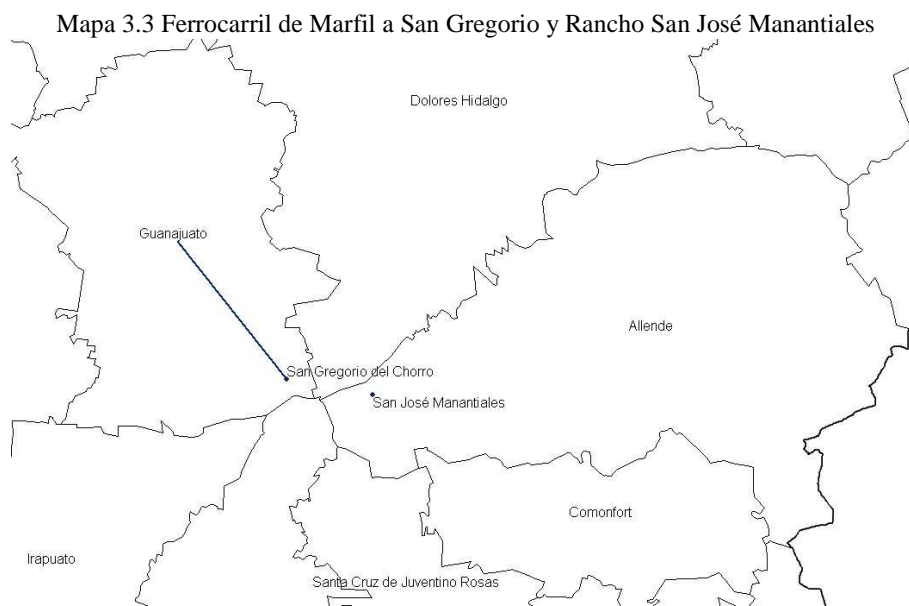 Mapa 3.3 Ferrocarril de Marfil a San Gregorio y Rancho San José Manantiales
Dolores Hidalgo
Guanajuato
Allende
San Gregorio del Chorro
San José Manantiales
Comonfort
Irapuato
Santa Cruz de Juventino Rosas